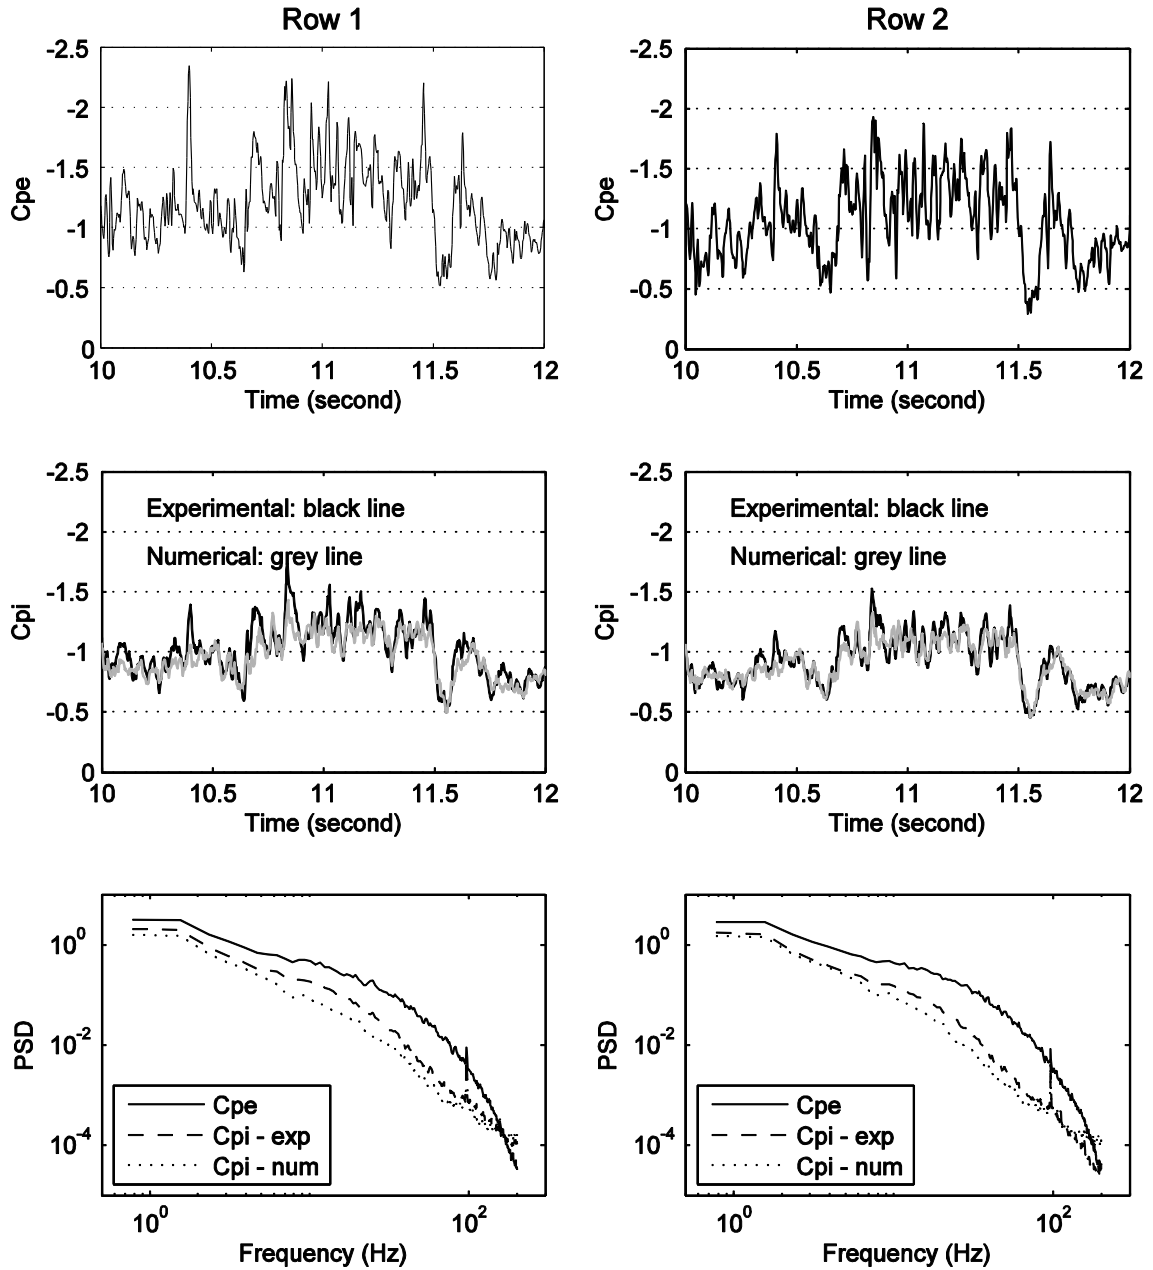 Row 1
-2.5
-2
-1.5
-1
-0.5
0
Cpe
10 10.5 11 11.5 12
Time (second)
Row 2
-2.5
-2
-1.5
-1
-0.5
0
Cpe
10 10.5 11 11.5 12
Time (second)
-2.5
-2
-1.5
-1
-0.5
0
Cpi
Experimental: black line
Numerical: grey line
10 10.5 11 11.5 12
Time (second)
-2.5
-2
-1.5
-1
-0.5
0
Cpi
Experimental: black line
Numerical: grey line
10 10.5 11 11.5 12
Time (second)
10^0
10^-2
10^-4
PSD
Cpe
Cpi - exp
Cpi - num
10^0 10^2
Frequency (Hz)
10^0
10^-2
10^-4
PSD
Cpe
Cpi - exp
Cpi - num
10^0 10^2
Frequency (Hz)